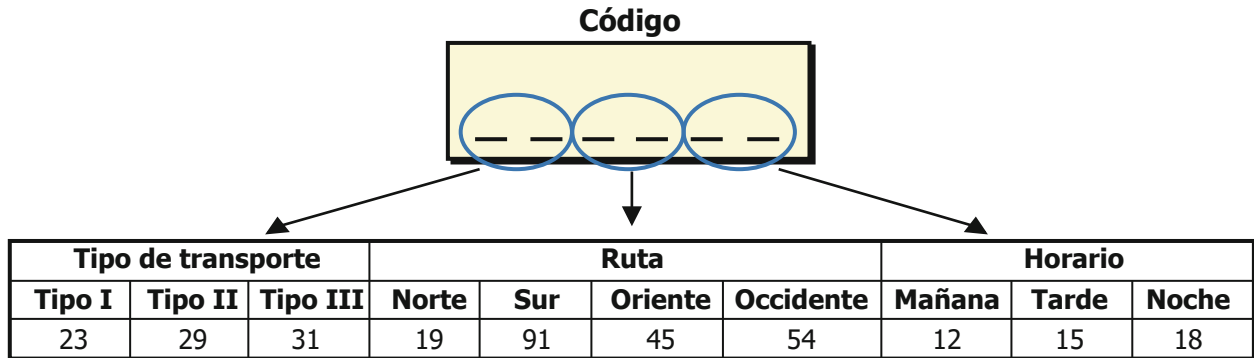 Código
_ _ _ _ _ _
Tipo de transporte Ruta Horario
Tipo I Tipo II Tipo III Norte Sur Oriente Occidente Mañana Tarde Noche
23 29 31 19 91 45 54 12 15 18